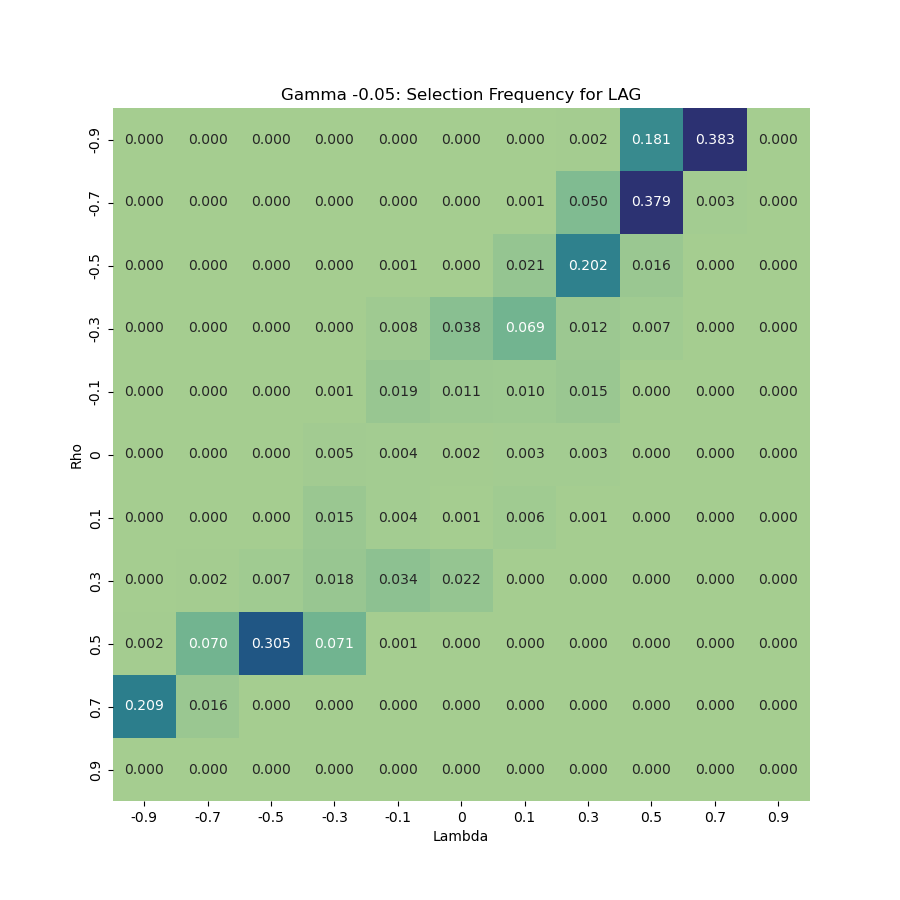 Gamma -0.05: Selection Frequency for LAG
-0.9 0.000 0.000 0.000 0.000 0.000 0.000 0.000 0.002 0.181 0.383 0.000
-0.7 0.000 0.000 0.000 0.000 0.000 0.000 0.001 0.050 0.379 0.003 0.000
-0.5 0.000 0.000 0.000 0.000 0.001 0.000 0.021 0.202 0.016 0.000 0.000
-0.3 0.000 0.000 0.000 0.000 0.008 0.038 0.069 0.012 0.007 0.000 0.000
-0.1 0.000 0.000 0.000 0.001 0.019 0.011 0.010 0.015 0.000 0.000 0.000
Rho
0 0.000 0.000 0.000 0.005 0.004 0.002 0.003 0.003 0.000 0.000 0.000
0.1 0.000 0.000 0.000 0.015 0.004 0.001 0.006 0.001 0.000 0.000 0.000
0.3 0.000 0.002 0.007 0.018 0.034 0.022 0.000 0.000 0.000 0.000 0.000
0.5 0.002 0.070 0.305 0.071 0.001 0.000 0.000 0.000 0.000 0.000 0.000
0.7 0.209 0.016 0.000 0.000 0.000 0.000 0.000 0.000 0.000 0.000 0.000
0.9 0.000 0.000 0.000 0.000 0.000 0.000 0.000 0.000 0.000 0.000 0.000
-0.9 -0.7 -0.5 -0.3 -0.1 0 0.1 0.3 0.5 0.7 0.9
Lambda